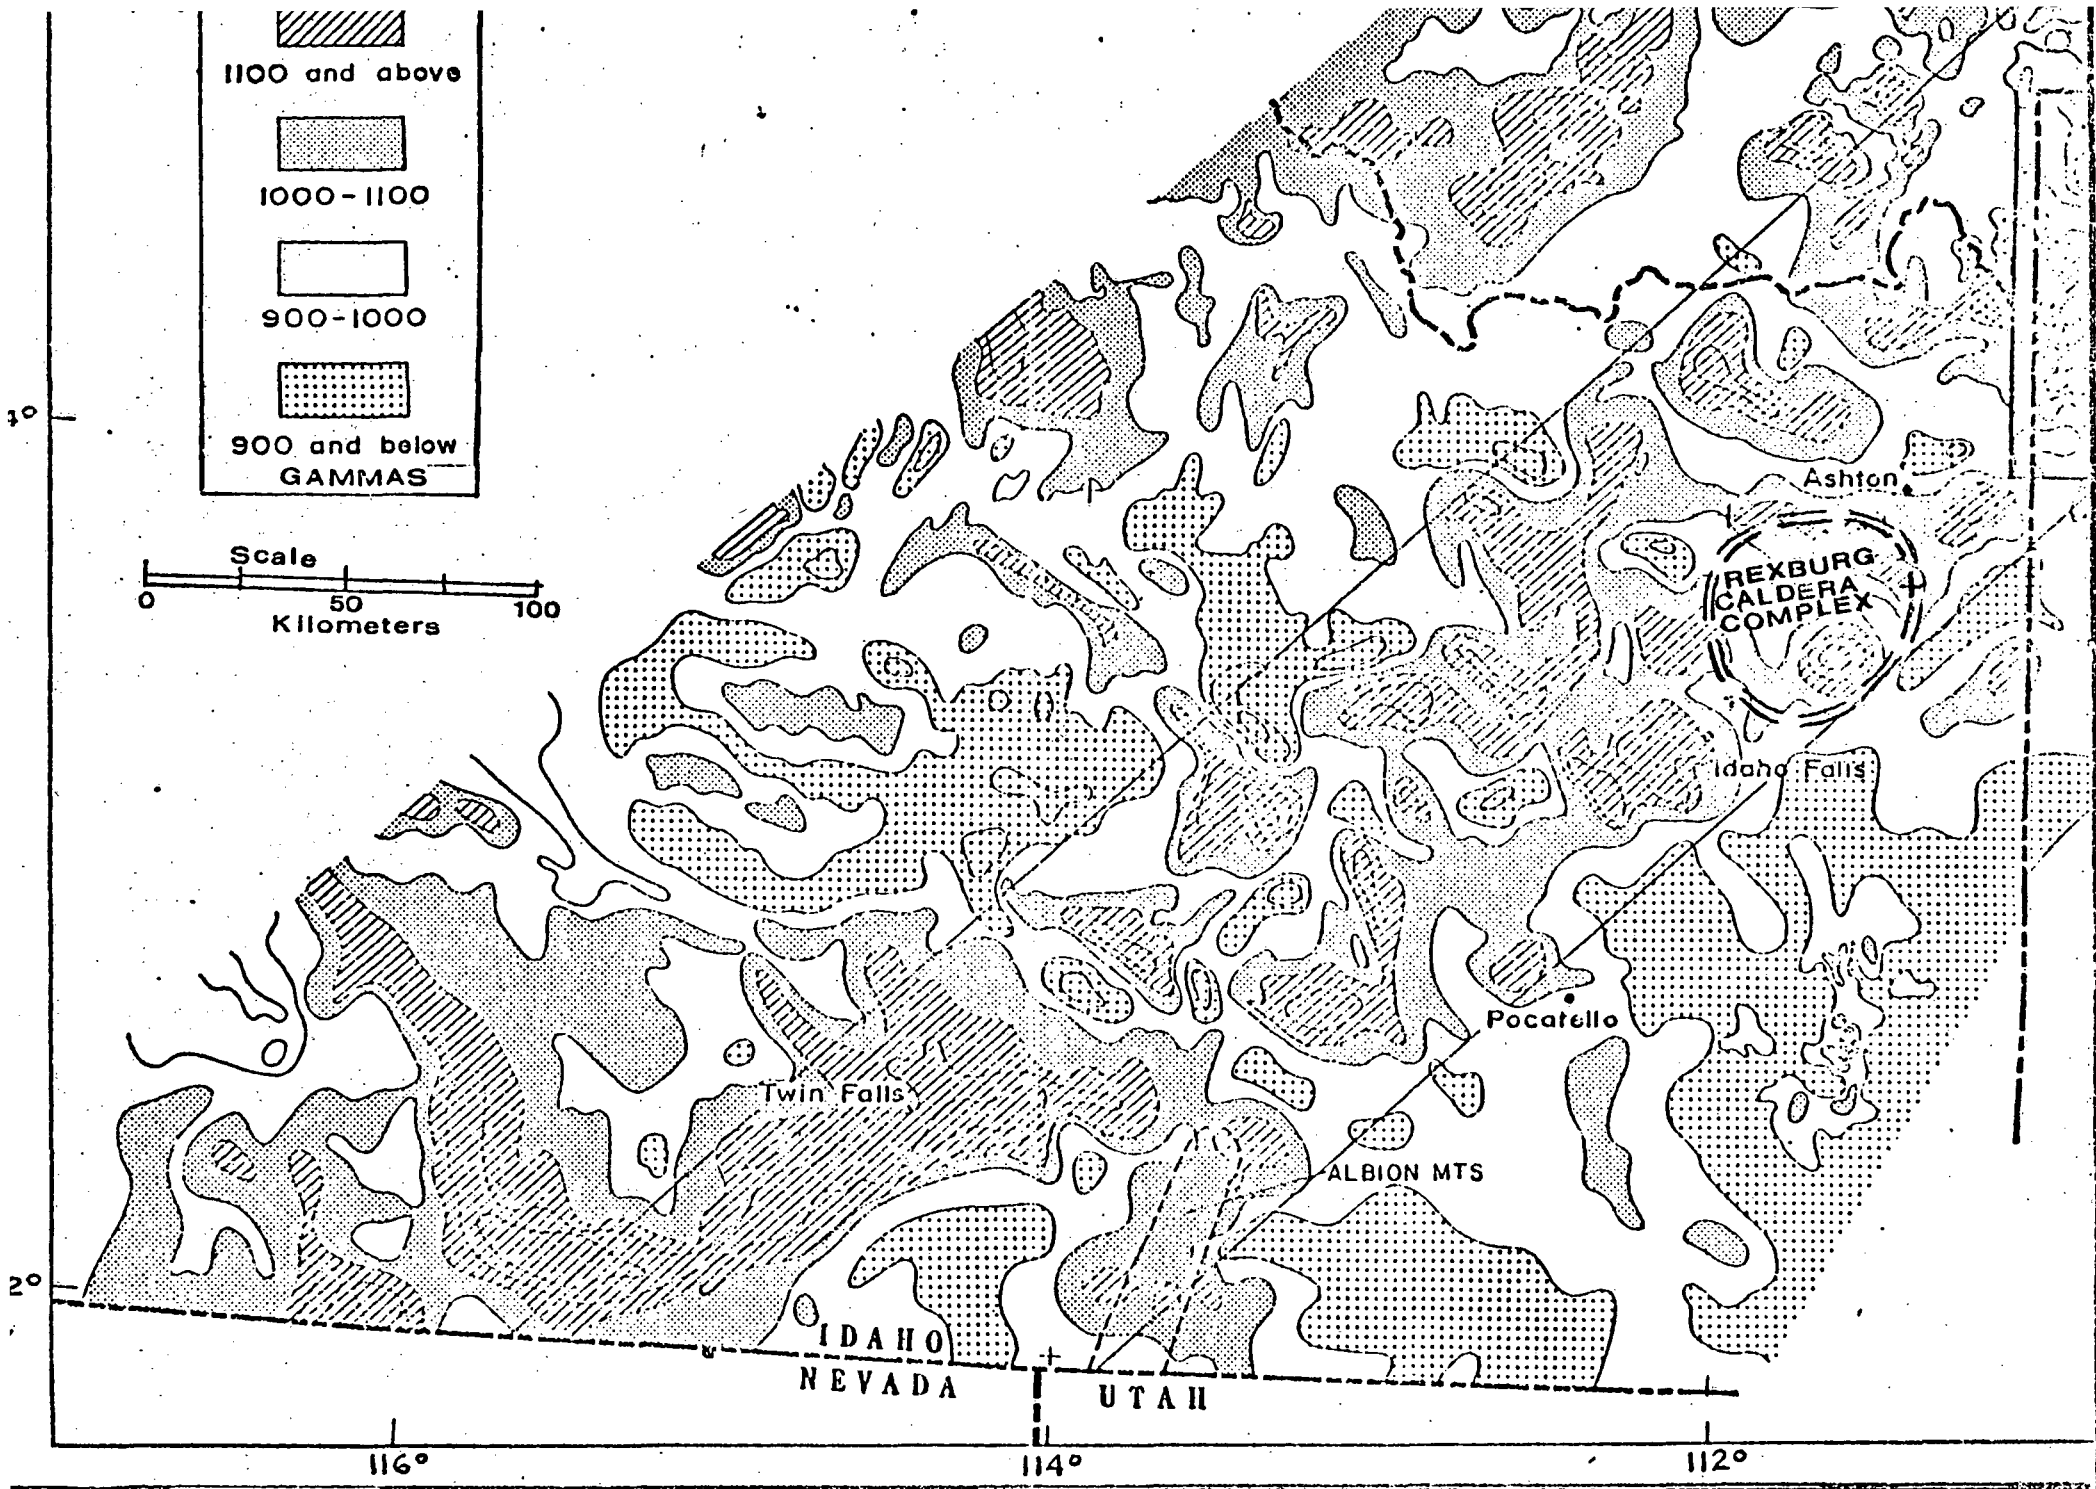 1100 and above
1000-1100
900-1000
900 and below
GAMMAS
Scale
0 50 100
Kilometers
Ashton
REXBURG
CALDERA
COMPLEX
Idaho Falls
Pocatello
Twin Falls
ALBION MTS
IDAHO
NEVADA
UTAH
116° 114° 112°